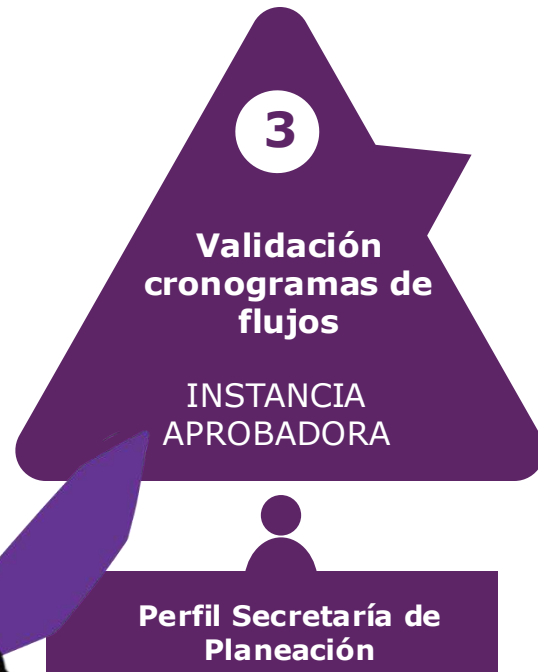 3
Validación
cronogramas de
flujos
INSTANCIA
APROBADORA
Perfil Secretaría de
Planeación